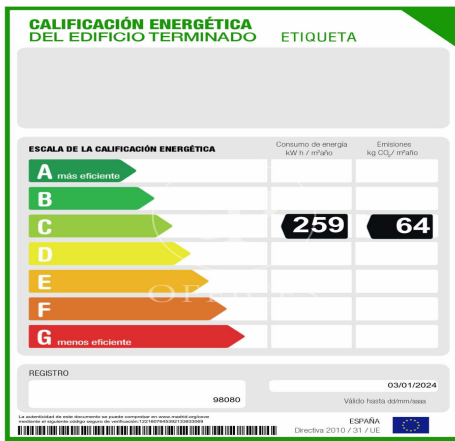 CALIFICACIÓN ENERGÉTICA
DEL EDIFICIO TERMINADO ETIQUETA
ESCALA DE LA CALIFICACIÓN ENERGÉTICA
Consumo de energía
kW h / m²año
Emisiones
kg CO₂/ m²año
A más eficiente
B
C 259 64
D
E
F
G menos eficiente
REGISTRO
98080
03/01/2024
Válido hasta dd/mm/aaaa
ESPAÑA
Directiva 2010 / 31 / UE